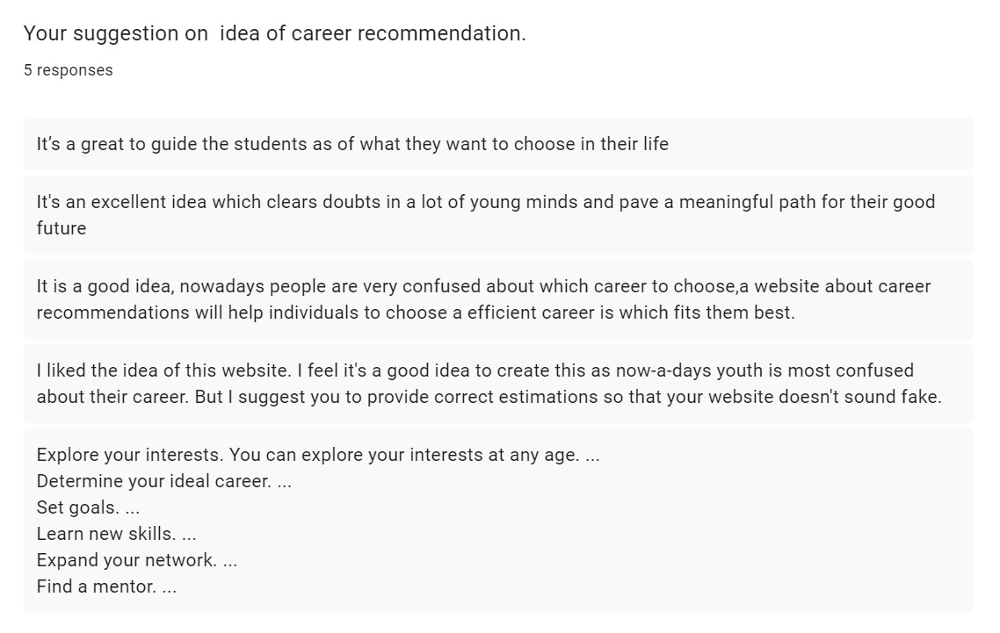 Your suggestion on  idea of career recommendation.
5 responses
It’s a great to guide the students as of what they want to choose in their life
It's an excellent idea which clears doubts in a lot of young minds and pave a meaningful path for their good
future
It is a good idea, nowadays people are very confused about which career to choose,a website about career
recommendations will help individuals to choose a efficient career is which fits them best.
I liked the idea of this website. I feel it's a good idea to create this as now-a-days youth is most confused
about their career. But I suggest you to provide correct estimations so that your website doesn't sound fake.
Explore your interests. You can explore your interests at any age. ...
Determine your ideal career. ...
Set goals. ...
Learn new skills. ...
Expand your network. ...
Find a mentor. ...